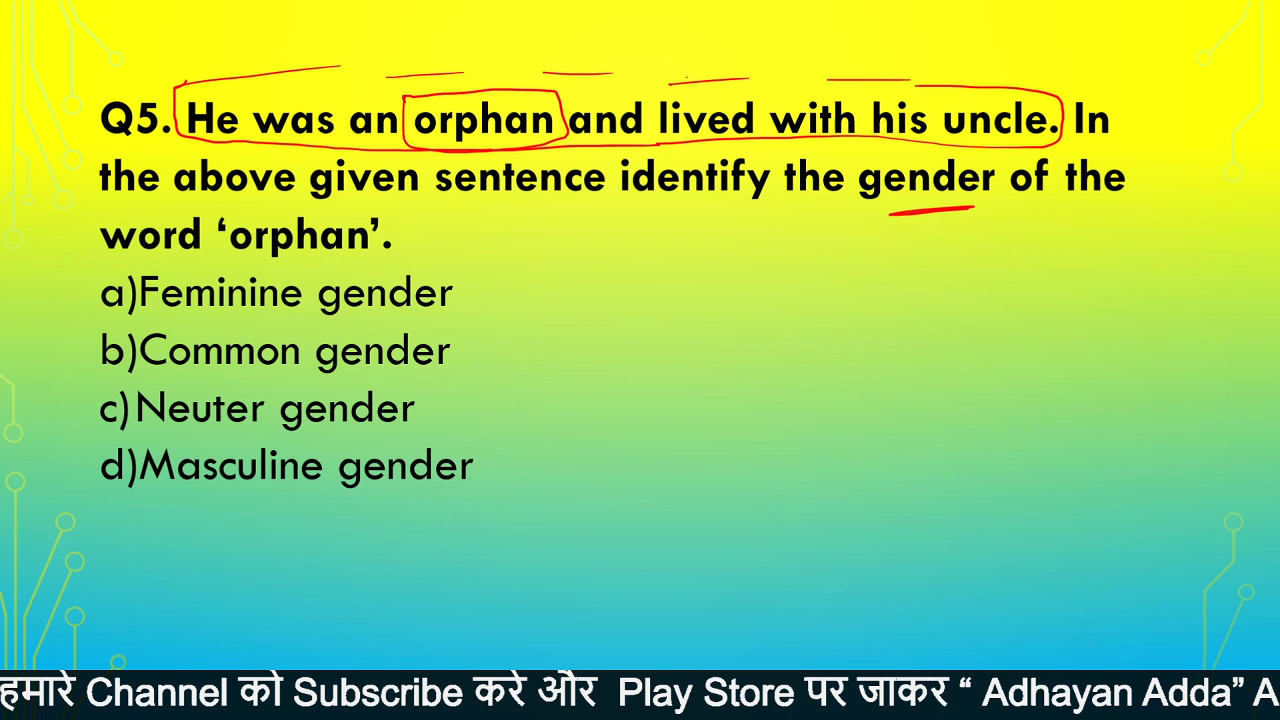 Q5. He was an orphan and lived with his uncle. In
the above given sentence identify the gender of the
word ‘orphan’.
a)Feminine gender
b)Common gender
c)Neuter gender
d)Masculine gender
हमारे Channel को Subscribe करे और Play Store पर जाकर “ Adhayan Adda” A